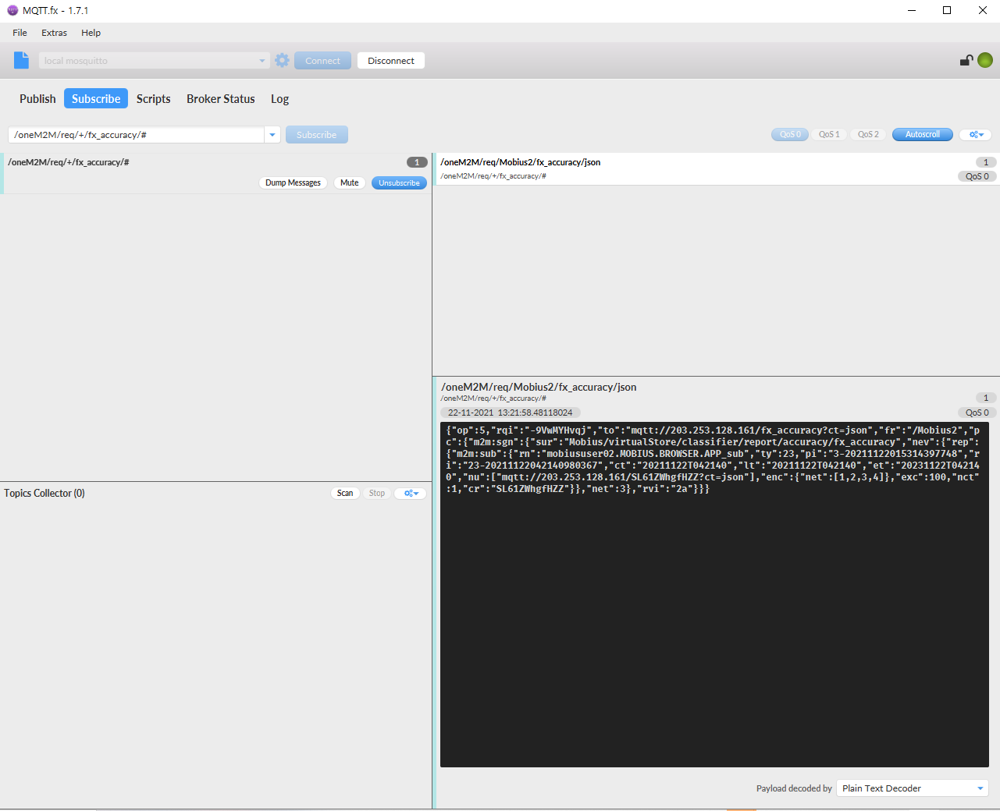 MQTT.fx - 1.7.1
File Extras Help
local mosquitto Connect Disconnect
Publish Subscribe Scripts Broker Status Log
/oneM2M/req/+/fx_accuracy/# Subscribe QoS 0 QoS 1 QoS 2 Autoscroll
/oneM2M/req/+/fx_accuracy/# 1
Dump Messages Mute Unsubscribe
/oneM2M/req/Mobius2/fx_accuracy/json 1
/oneM2M/req/+/fx_accuracy/# QoS 0
Topics Collector (0) Scan Stop
/oneM2M/req/Mobius2/fx_accuracy/json
/oneM2M/req/+/fx_accuracy/# 1
22-11-2021 13:21:58.48118024 QoS 0
{"op":5,"rqi":"-9VwMYHvqj","to":"mqtt://203.253.128.161/fx_accuracy?ct=json","fr":"/Mobius2","p
c":{"m2m:sgn":{"sur":"Mobius/virtualStore/classifier/report/accuracy/fx_accuracy","nev":{"rep":
{"m2m:sub":{"rn":"mobiususer02.MOBIUS.BROWSER.APP_sub","ty":23,"pi":"3-20211122015314397748","r
i":"23-20211122042140980367","ct":"20211122T042140","lt":"20211122T042140","et":"20231122T04214
0","nu":["mqtt://203.253.128.161/SL61ZWhgfHZZ?ct=json"],"enc":{"net":[1,2,3,4]},"exc":100,"nct"
:1,"cr":"SL61ZWhgfHZZ"}},"net":3},"rvi":"2a"}}}
Payload decoded by Plain Text Decoder